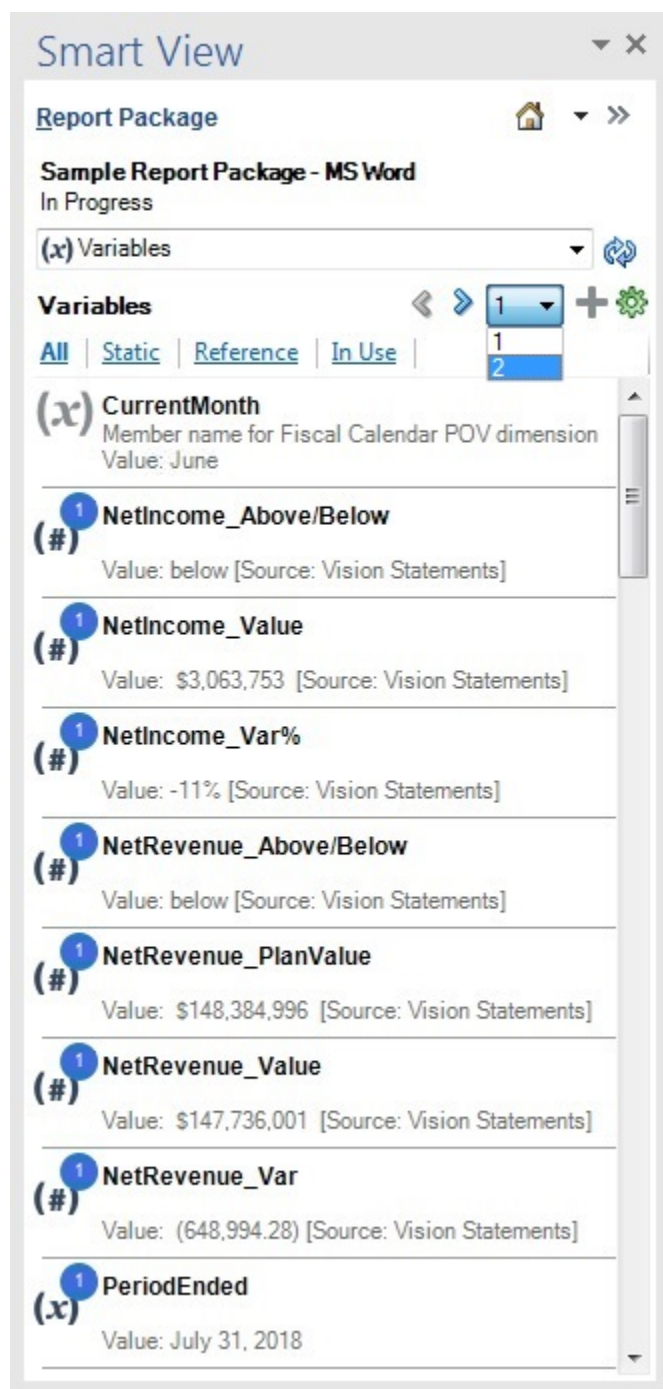 Smart View
Report Package
Sample Report Package - MS Word
In Progress
(x) Variables
Variables
1
1
2
All | Static | Reference | In Use |
(x) CurrentMonth
Member name for Fiscal Calendar POV dimension
Value: June
1
(#) NetIncome_Above/Below
Value: below [Source: Vision Statements]
1
(#) NetIncome_Value
Value: $3,063,753 [Source: Vision Statements]
1
(#) NetIncome_Var%
Value: -11% [Source: Vision Statements]
1
(#) NetRevenue_Above/Below
Value: below [Source: Vision Statements]
1
(#) NetRevenue_PlanValue
Value: $148,384,996 [Source: Vision Statements]
1
(#) NetRevenue_Value
Value: $147,736,001 [Source: Vision Statements]
1
(#) NetRevenue_Var
Value: (648,994.28) [Source: Vision Statements]
1
(x) PeriodEnded
Value: July 31, 2018